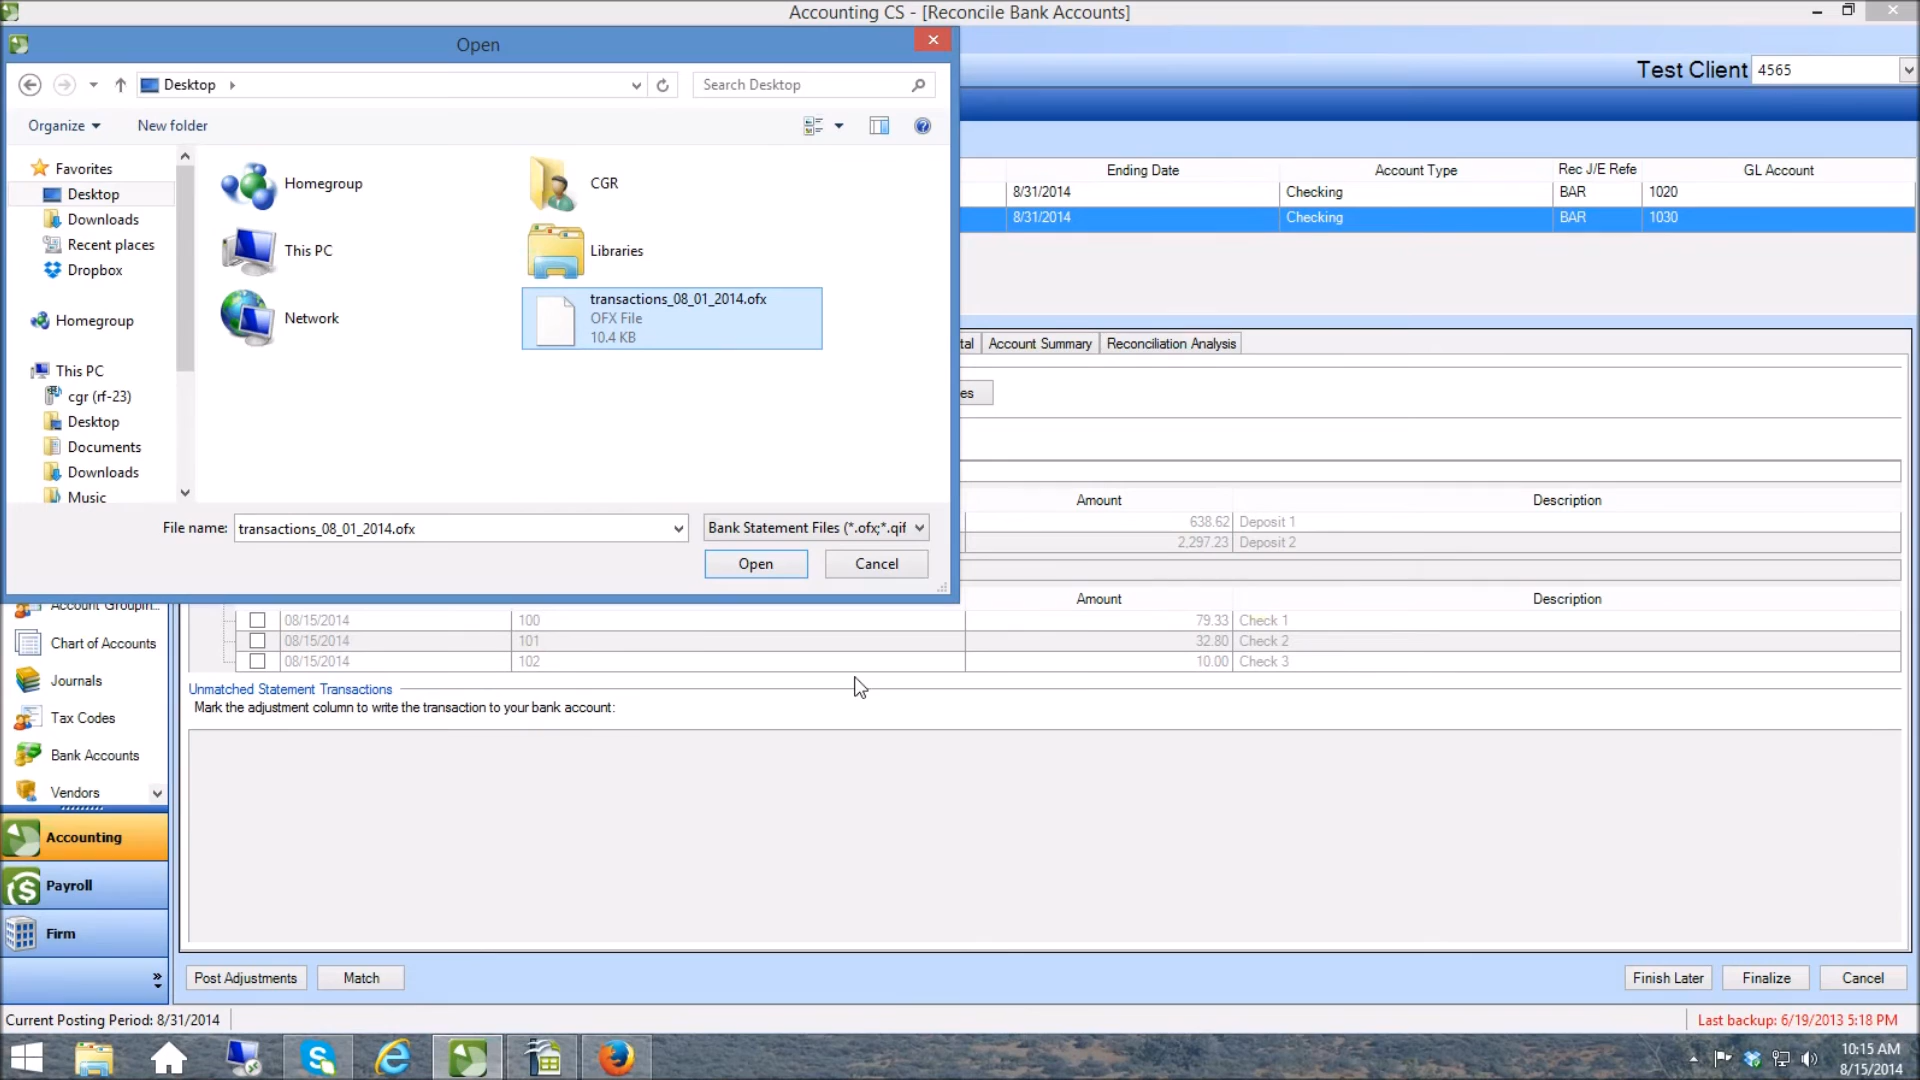 Accounting CS - [Reconcile Bank Accounts]
Open
Test Client 4565
Desktop
Search Desktop
Organize
New folder
Favorites
Desktop
Downloads
Recent places
Dropbox
Homegroup
This PC
cgr (rf-23)
Desktop
Documents
Downloads
Music
Homegroup
CGR
This PC
Libraries
Network
transactions_08_01_2014.ofx
OFX File
10.4 KB
File name: transactions_08_01_2014.ofx
Bank Statement Files (*.ofx;*.qif
Open
Cancel
Ending Date Account Type Rec J/E Refe GL Account
8/31/2014 Checking BAR 1020
8/31/2014 Checking BAR 1030
tal Account Summary Reconciliation Analysis
es
Amount Description
638.62 Deposit 1
2,297.23 Deposit 2
Amount Description
08/15/2014 100 79.33 Check 1
08/15/2014 101 32.80 Check 2
08/15/2014 102 10.00 Check 3
Unmatched Statement Transactions
Mark the adjustment column to write the transaction to your bank account:
Account Groupin...
Chart of Accounts
Journals
Tax Codes
Bank Accounts
Vendors
Accounting
Payroll
Firm
Post Adjustments
Match
Finish Later
Finalize
Cancel
Current Posting Period: 8/31/2014
Last backup: 6/19/2013 5:18 PM
10:15 AM
8/15/2014